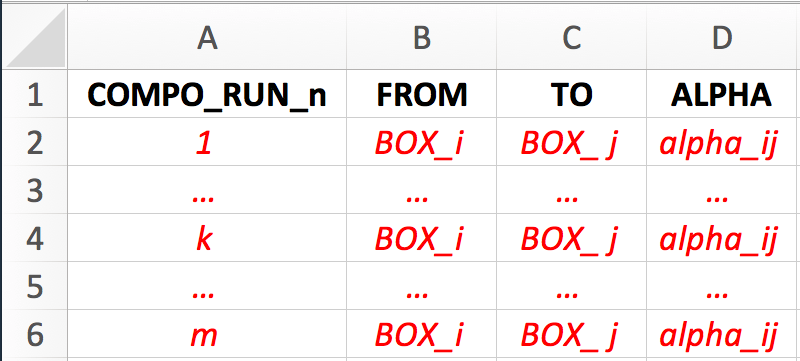 A B C D
1 COMPO_RUN_n FROM TO ALPHA
2 1 BOX_i BOX_ j alpha_ij
3 ... ... ... ...
4 k BOX_i BOX_ j alpha_ij
5 ... ... ... ...
6 m BOX_i BOX_ j alpha_ij